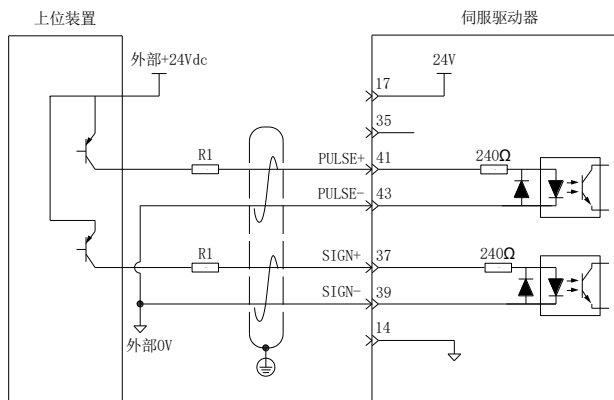 上位装置
伺服驱动器
外部+24Vdc
24V
17
35
R1
PULSE+
41
240Ω
PULSE-
43
R1
SIGN+
37
240Ω
SIGN-
39
外部0V
14